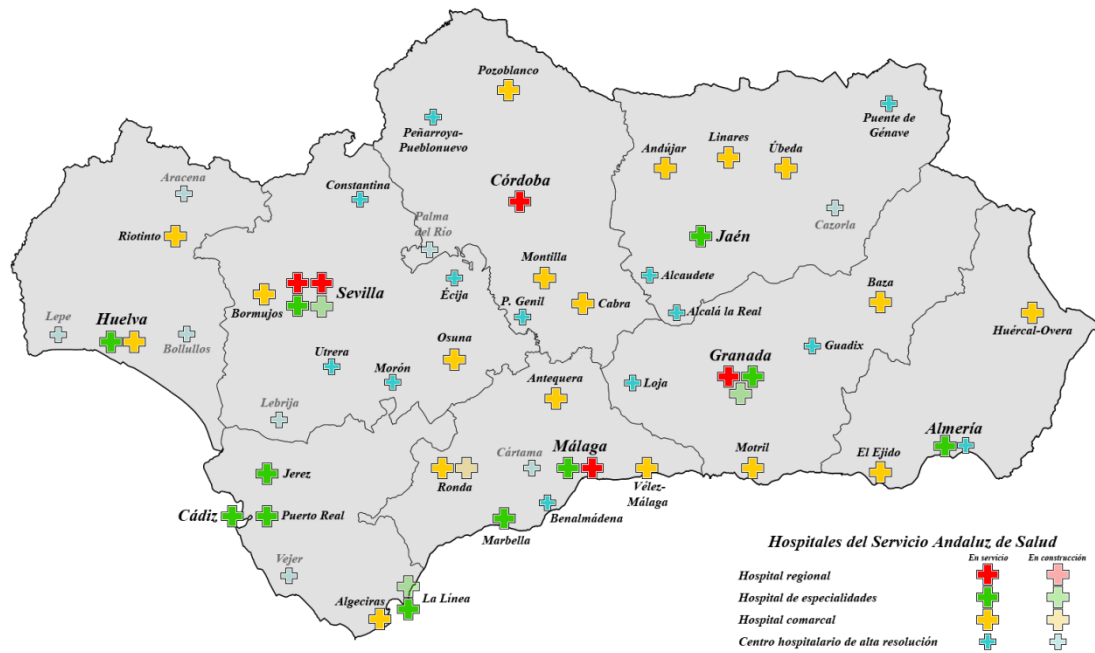 Pozoblanco
Peñarroya-
Pueblonuevo
Puente de
Génave
Andújar
Linares
Úbeda
Aracena
Constantina
Córdoba
Palma
del Río
Cazorla
Riotinto
Jaén
Montilla
Alcaudete
Sevilla
Écija
Baza
Bormujos
P. Genil
Cabra
Alcalá la Real
Lepe
Huelva
Bollullos
Huércal-Overa
Osuna
Granada
Guadix
Utrera
Morón
Antequera
Loja
Lebrija
Almería
Jerez
Ronda
Cártama
Málaga
Vélez-
Málaga
Motril
El Ejido
Cádiz
Puerto Real
Benalmádena
Marbella
Vejer
Algeciras
La Línea
Hospitales del Servicio Andaluz de Salud
En servicio
En construcción
Hospital regional
Hospital de especialidades
Hospital comarcal
Centro hospitalario de alta resolución